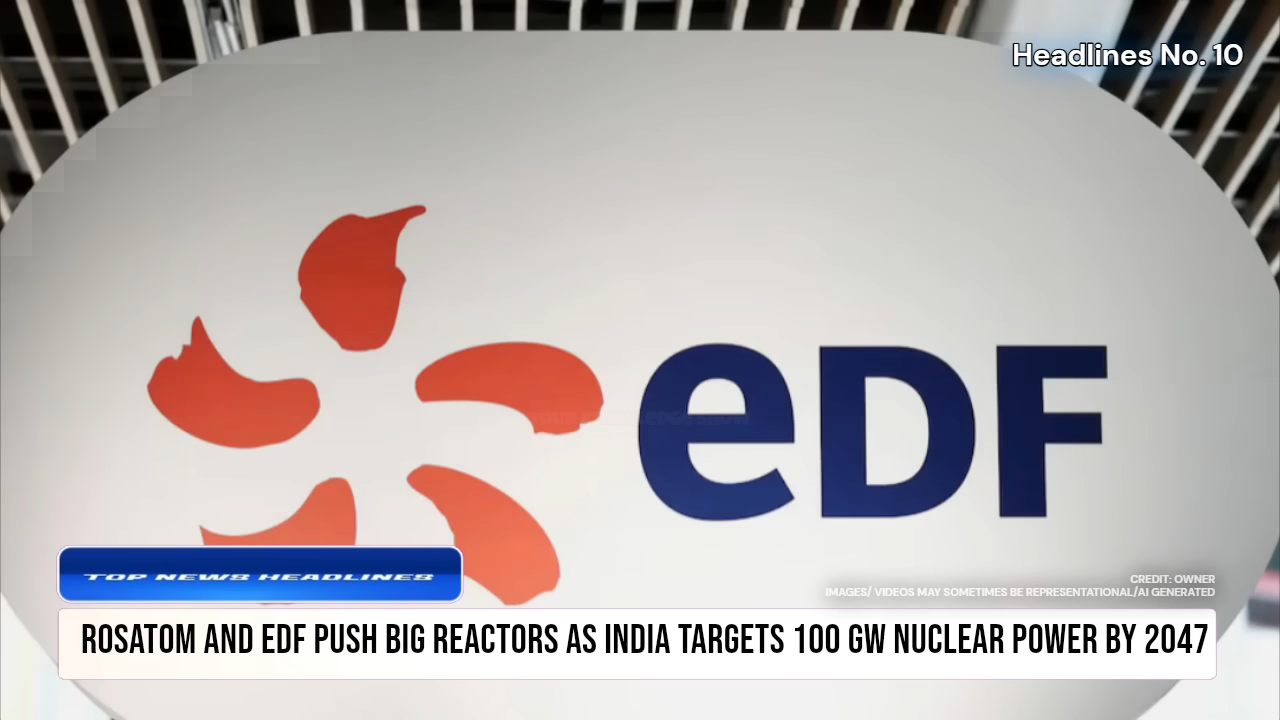 Headlines No. 10
eDF
TOP NEWS HEADLINES
CREDIT: OWNER
IMAGES/ VIDEOS MAY SOMETIMES BE REPRESENTATIONAL/AI GENERATED
ROSATOM AND EDF PUSH BIG REACTORS AS INDIA TARGETS 100 GW NUCLEAR POWER BY 2047